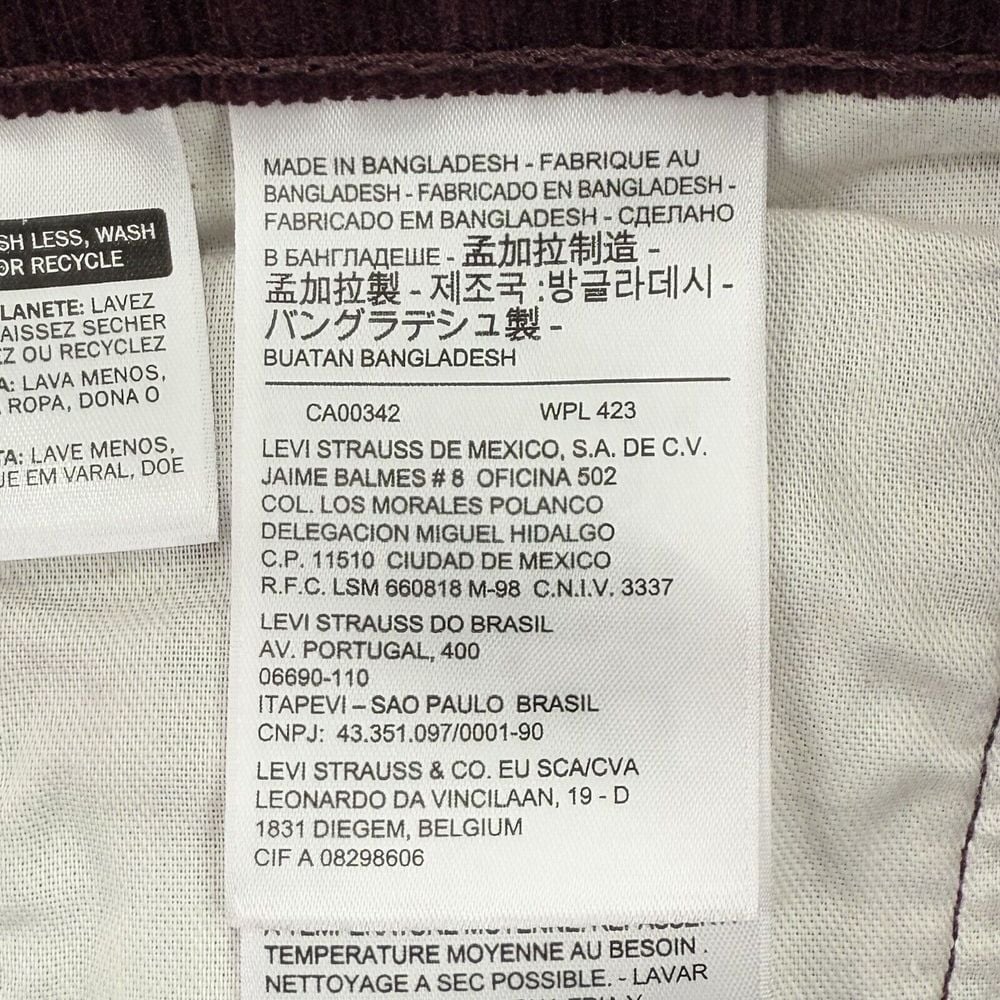 SH LESS, WASH
OR RECYCLE
LANETE: LAVEZ
AISSEZ SECHER
EZ OU RECYCLEZ
A: LAVA MENOS,
ROPA, DONA O
TA: LAVE MENOS,
UE EM VARAL, DOE
MADE IN BANGLADESH - FABRIQUE AU
BANGLADESH - FABRICADO EN BANGLADESH -
FABRICADO EM BANGLADESH - СДЕЛАНО
В БАНГЛАДЕШЕ - 孟加拉制造 -
孟加拉製 - 제조국 :방글라데시 -
バングラデシュ製 -
BUATAN BANGLADESH
CA00342 WPL 423
LEVI STRAUSS DE MEXICO, S.A. DE C.V.
JAIME BALMES # 8 OFICINA 502
COL. LOS MORALES POLANCO
DELEGACION MIGUEL HIDALGO
C.P. 11510 CIUDAD DE MEXICO
R.F.C. LSM 660818 M-98 C.N.I.V. 3337
LEVI STRAUSS DO BRASIL
AV. PORTUGAL, 400
06690-110
ITAPEVI – SAO PAULO BRASIL
CNPJ: 43.351.097/0001-90
LEVI STRAUSS & CO. EU SCA/CVA
LEONARDO DA VINCILAAN, 19 - D
1831 DIEGEM, BELGIUM
CIF A 08298606
TEMPERATURE MOYENNE AU BESOIN .
NETTOYAGE A SEC POSSIBLE. - LAVAR